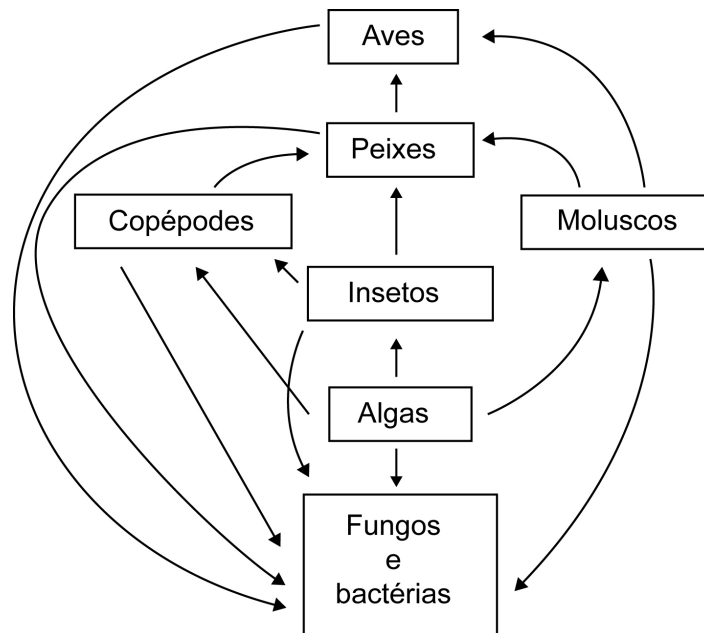 Aves
Peixes
Copépodes
Moluscos
Insetos
Algas
Fungos
e
bactérias